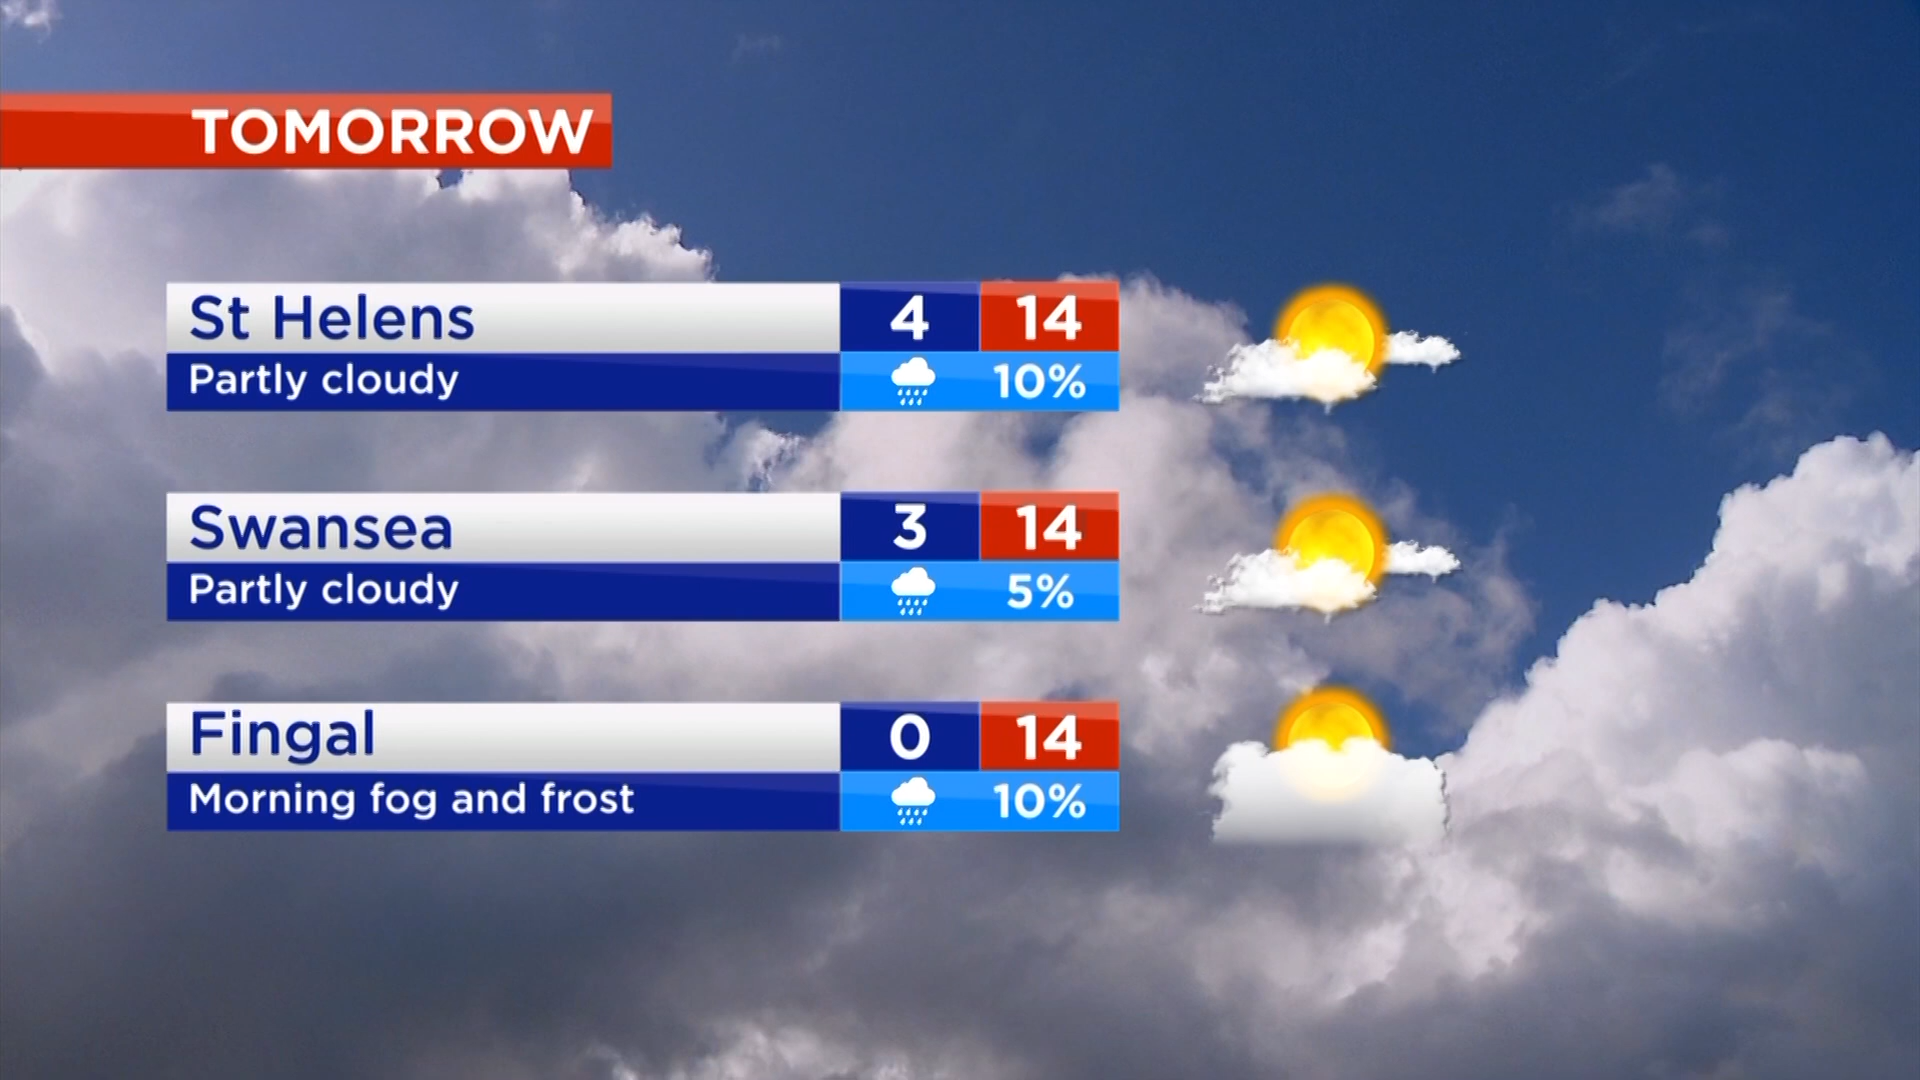 TOMORROW
St Helens 4 14
Partly cloudy 10%
Swansea 3 14
Partly cloudy 5%
Fingal 0 14
Morning fog and frost 10%